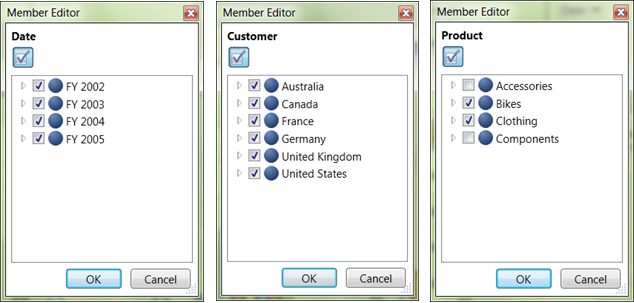 Member Editor
Date
FY 2002
FY 2003
FY 2004
FY 2005
OK Cancel
Member Editor
Customer
Australia
Canada
France
Germany
United Kingdom
United States
OK Cancel
Member Editor
Product
Accessories
Bikes
Clothing
Components
OK Cancel